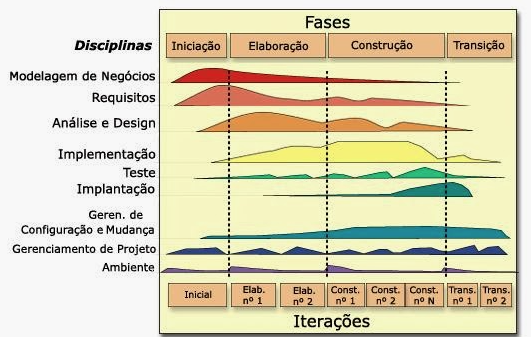 Fases
Disciplinas
Iniciação
Elaboração
Construção
Transição
Modelagem de Negócios
Requisitos
Análise e Design
Implementação
Teste
Implantação
Geren. de
Configuração e Mudança
Gerenciamento de Projeto
Ambiente
Inicial
Elab.
nº 1
Elab.
nº 2
Const.
nº 1
Const.
nº 2
Const.
nº N
Trans.
nº 1
Trans.
nº 2
Iterações